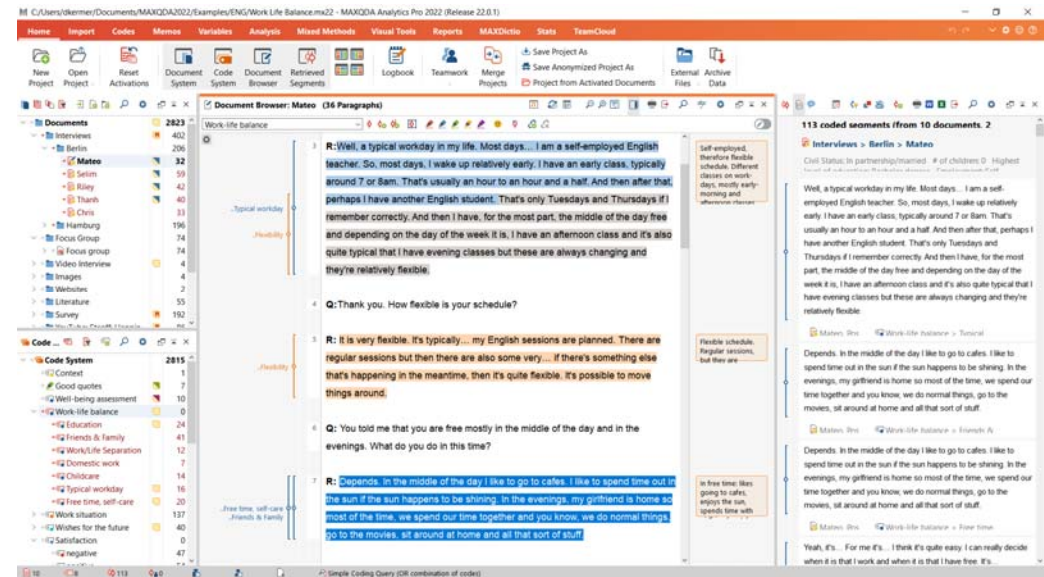 C:/Users/dkermer/Documents/MAXQDA2022/Examples/ENG/Work Life Balance.mx22 - MAXQDA Analytics Pro 2022 (Release 22.0.1)
Home Import Codes Memos Variables Analysis Mixed Methods Visual Tools Reports MAXDictio Stats TeamCloud
New Project
Open Project
Reset Activations
Document System
Code System
Document Browser
Retrieved Segments
Logbook
Teamwork
Merge Projects
Save Project As
Save Anonymized Project As
Project from Activated Documents
External Files
Archive Data
Documents 2823
Interviews 402
Berlin 206
Mateo 32
Selim 59
Riley 42
Thanh 40
Chris 33
Hamburg 196
Focus Group 74
Focus group 74
Video Interview 4
Images 4
Websites 2
Literature 55
Survey 192
Code ...
Code System 2815
Context 1
Good quotes 7
Well-being assessment 10
Work-life balance 0
Education 24
Friends & Family 41
Work/Life Separation 12
Domestic work 7
Childcare 14
Typical workday 16
Free time, self-care 20
Work situation 137
Wishes for the future 40
Satisfaction 0
negative 47
Document Browser: Mateo (36 Paragraphs)
Work-life balance
..Typical workday
..Flexibility
3
R:Well, a typical workday in my life. Most days... I am a self-employed English
teacher. So, most days, I wake up relatively early. I have an early class, typically
around 7 or 8am. That's usually an hour to an hour and a half. And then after that,
perhaps I have another English student. That's only Tuesdays and Thursdays if I
remember correctly. And then I have, for the most part, the middle of the day free
and depending on the day of the week it is, I have an afternoon class and it's also
quite typical that I have evening classes but these are always changing and
they're relatively flexible.
4
Q:Thank you. How flexible is your schedule?
..Flexibility
5
R: It is very flexible. It's typically... my English sessions are planned. There are
regular sessions but then there are also some very... if there's something else
that's happening in the meantime, then it's quite flexible. It's possible to move
things around.
6
Q: You told me that you are free mostly in the middle of the day and in the
evenings. What do you do in this time?
..Free time, self-care
..Friends & Family
7
R: Depends. In the middle of the day I like to go to cafes. I like to spend time out in
the sun if the sun happens to be shining. In the evenings, my girlfriend is home so
most of the time, we spend our time together and you know, we do normal things,
go to the movies, sit around at home and all that sort of stuff.
Self-employed,
therefore flexible
schedule. Different
classes on work-
days, mostly early-
morning and
afternoon classes
Flexible schedule.
Regular sessions,
but they are
In free time: likes
going to cafes,
enjoys the sun,
spends time with
113 coded segments (from 10 documents, 2
Interviews > Berlin > Mateo
Civil Status: In partnership/married # of children: 0 Highest
Well, a typical workday in my life. Most days... I am a self-
employed English teacher. So, most days, I wake up relatively
early. I have an early class, typically around 7 or 8am. That's
usually an hour to an hour and a half. And then after that, perhaps I
have another English student. That's only Tuesdays and
Thursdays if I remember correctly. And then I have, for the most
part, the middle of the day free and depending on the day of the
week it is, I have an afternoon class and it's also quite typical that I
have evening classes but these are always changing and they're
relatively flexible.
Mateo, Pos. Work-life balance > Typical
Depends. In the middle of the day I like to go to cafes. I like to
spend time out in the sun if the sun happens to be shining. In the
evenings, my girlfriend is home so most of the time, we spend our
time together and you know, we do normal things, go to the
movies, sit around at home and all that sort of stuff.
Mateo, Pos. Work-life balance > Friends &
Depends. In the middle of the day I like to go to cafes. I like to
spend time out in the sun if the sun happens to be shining. In the
evenings, my girlfriend is home so most of the time, we spend our
time together and you know, we do normal things, go to the
movies, sit around at home and all that sort of stuff.
Mateo, Pos. Work-life balance > Free time,
Yeah, it's... For me it's... I think it's quite easy. I can really decide
when it is that I work and when it is that I have free. It's
10 8 113 0 Simple Coding Query (OR combination of codes)